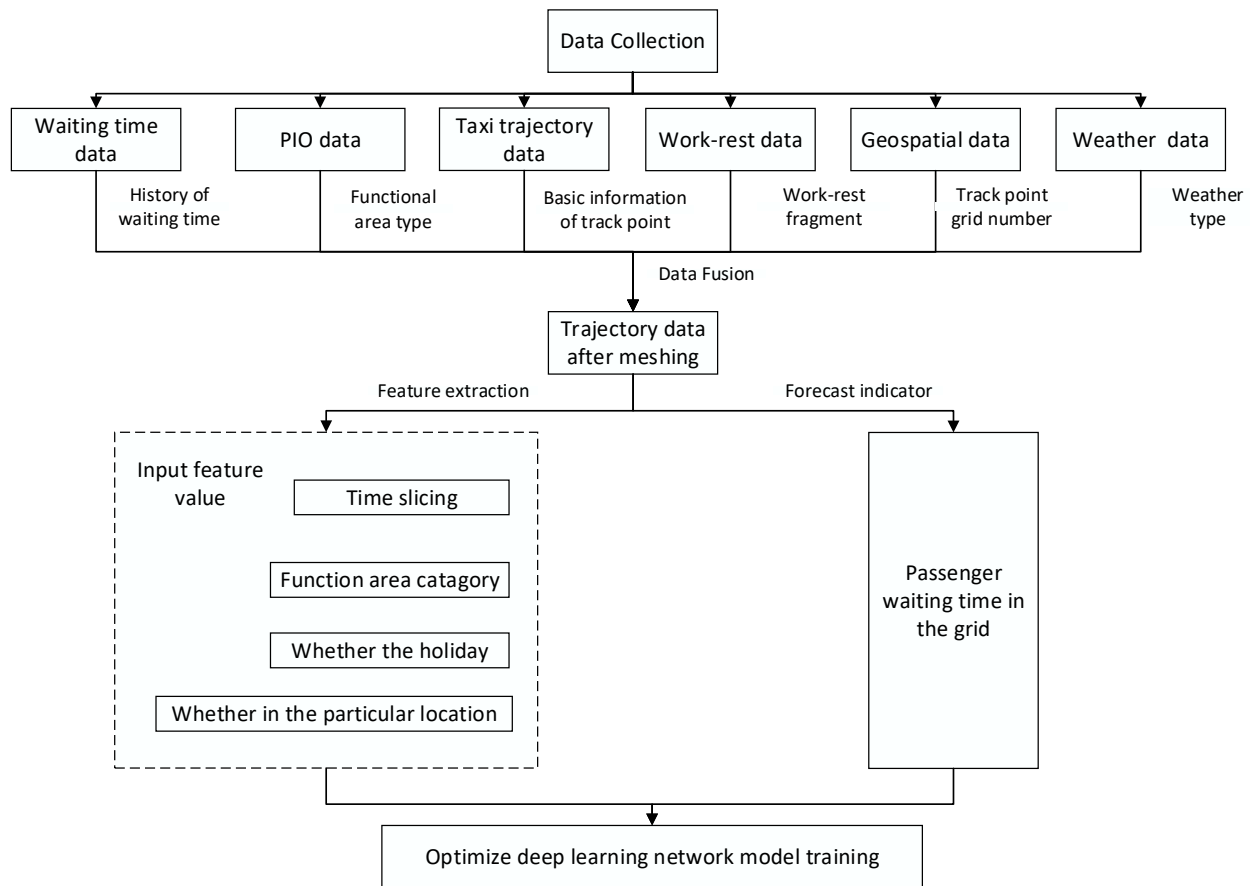 Data Collection
Waiting time
data
PIO data
Taxi trajectory
data
Work-rest data
Geospatial data
Weather data
History of
waiting time
Functional
area type
Basic information
of track point
Work-rest
fragment
Track point
grid number
Weather
type
Data Fusion
Trajectory data
after meshing
Feature extraction
Forecast indicator
Input feature
value
Time slicing
Function area catagory
Whether the holiday
Whether in the particular location
Passenger
waiting time in
the grid
Optimize deep learning network model training